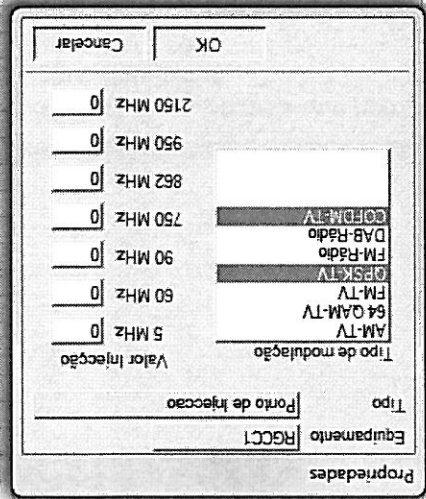 Propriedades
Equipamento RGCC1
Tipo Ponto de Injeccao
Tipo de modulação
AM-TV
64 QAM-TV
FM-TV
QPSK-TV
FM-Rádio
DAB-Rádio
COFDM-TV
Valor Injecção
5 MHz 0
60 MHz 0
90 MHz 0
750 MHz 0
862 MHz 0
950 MHz 0
2150 MHz 0
OK Cancelar